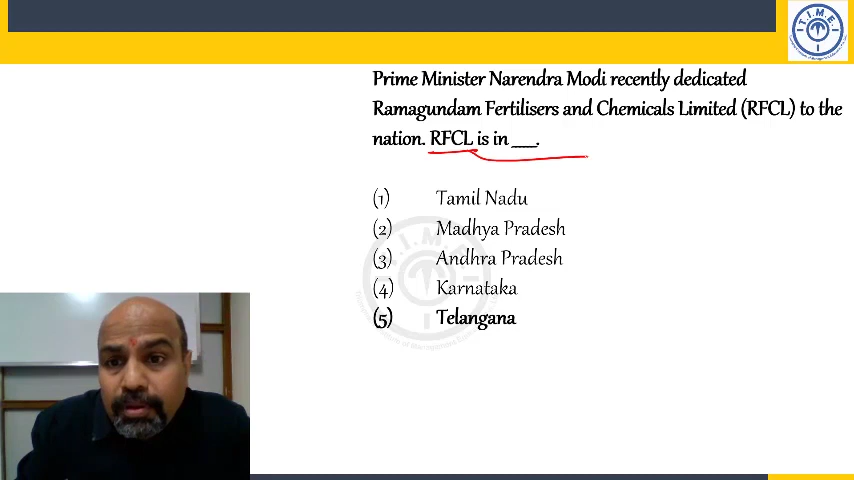 T.I.M.E.
Prime Minister Narendra Modi recently dedicated
Ramagundam Fertilisers and Chemicals Limited (RFCL) to the
nation. RFCL is in ____.
(1) Tamil Nadu
(2) Madhya Pradesh
(3) Andhra Pradesh
(4) Karnataka
(5) Telangana